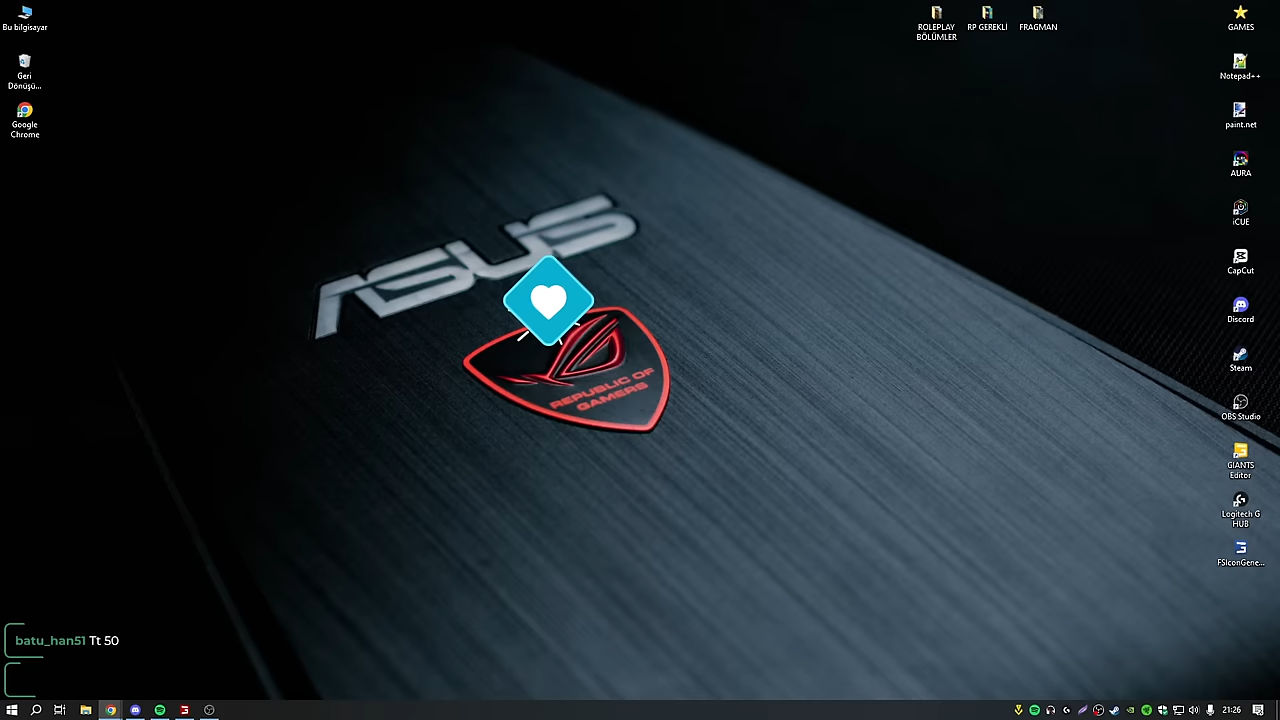 Bu bilgisayar
Geri
Dönüşü...
Google
Chrome
ROLEPLAY
BÖLÜMLER
RP GEREKLİ
FRAGMAN
GAMES
Notepad++
paint.net
AURA
iCUE
CapCut
Discord
Steam
OBS Studio
GIANTS
Editor
Logitech G
HUB
FSIconGene...
ASUS
REPUBLIC OF
GAMERS
batu_han51 Tt 50
21:26